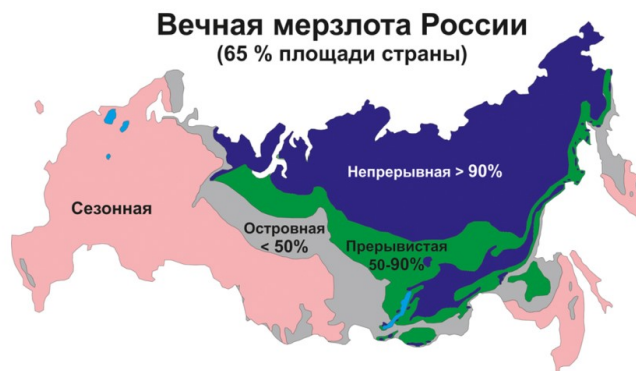 Вечная мерзлота России
(65 % площади страны)
Непрерывная > 90%
Сезонная
Островная
< 50%
Прерывистая
50-90%